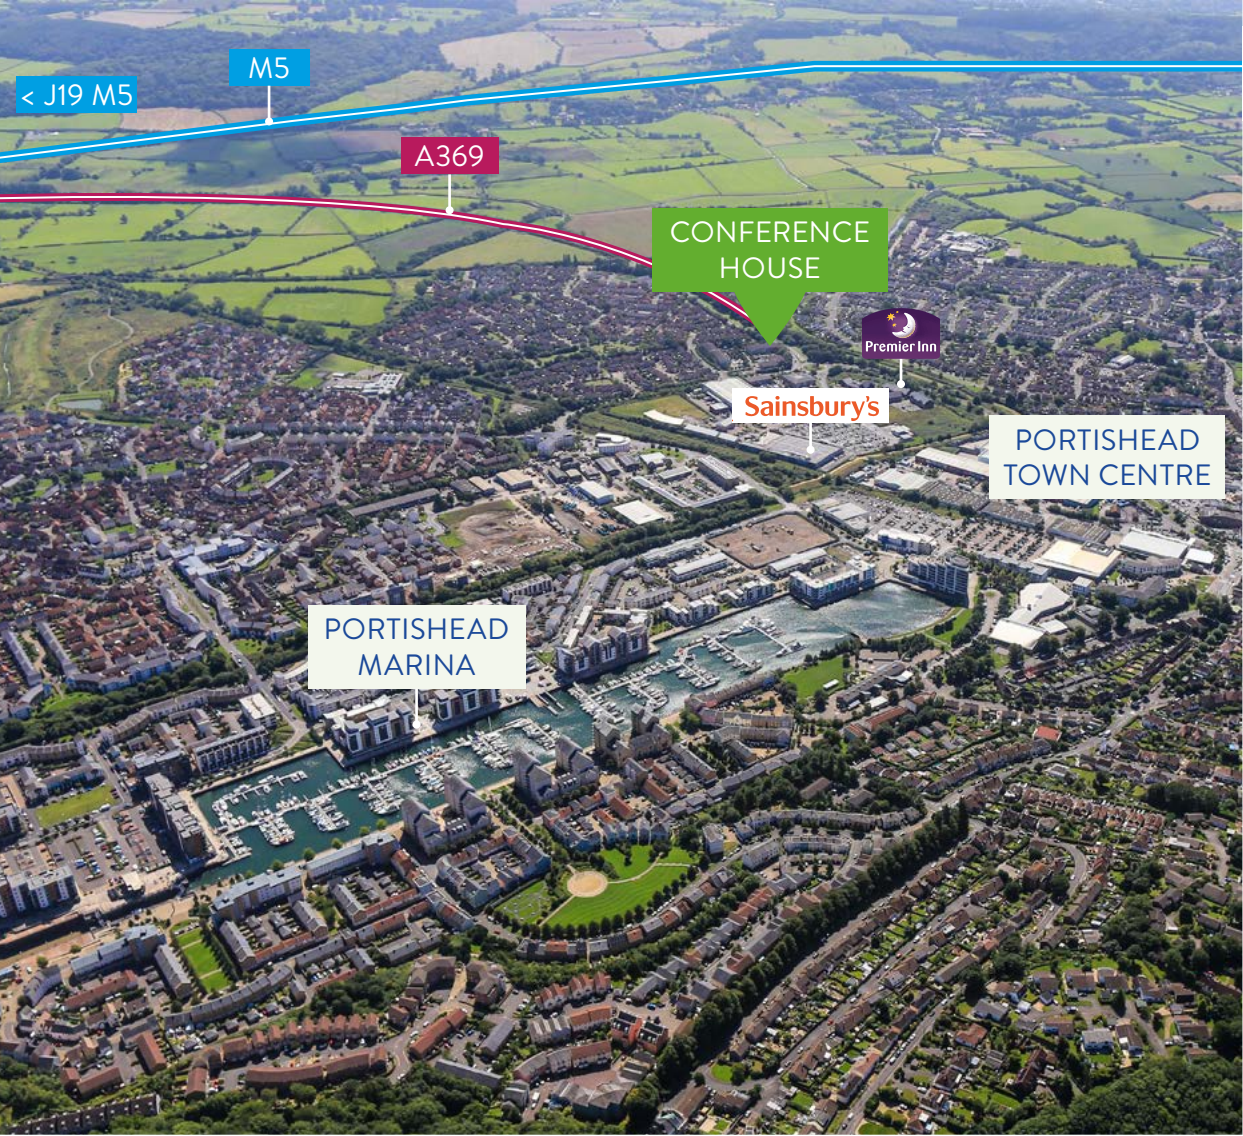 M5
< J19 M5
A369
CONFERENCE
HOUSE
Premier Inn
Sainsbury's
PORTISHEAD
TOWN CENTRE
PORTISHEAD
MARINA